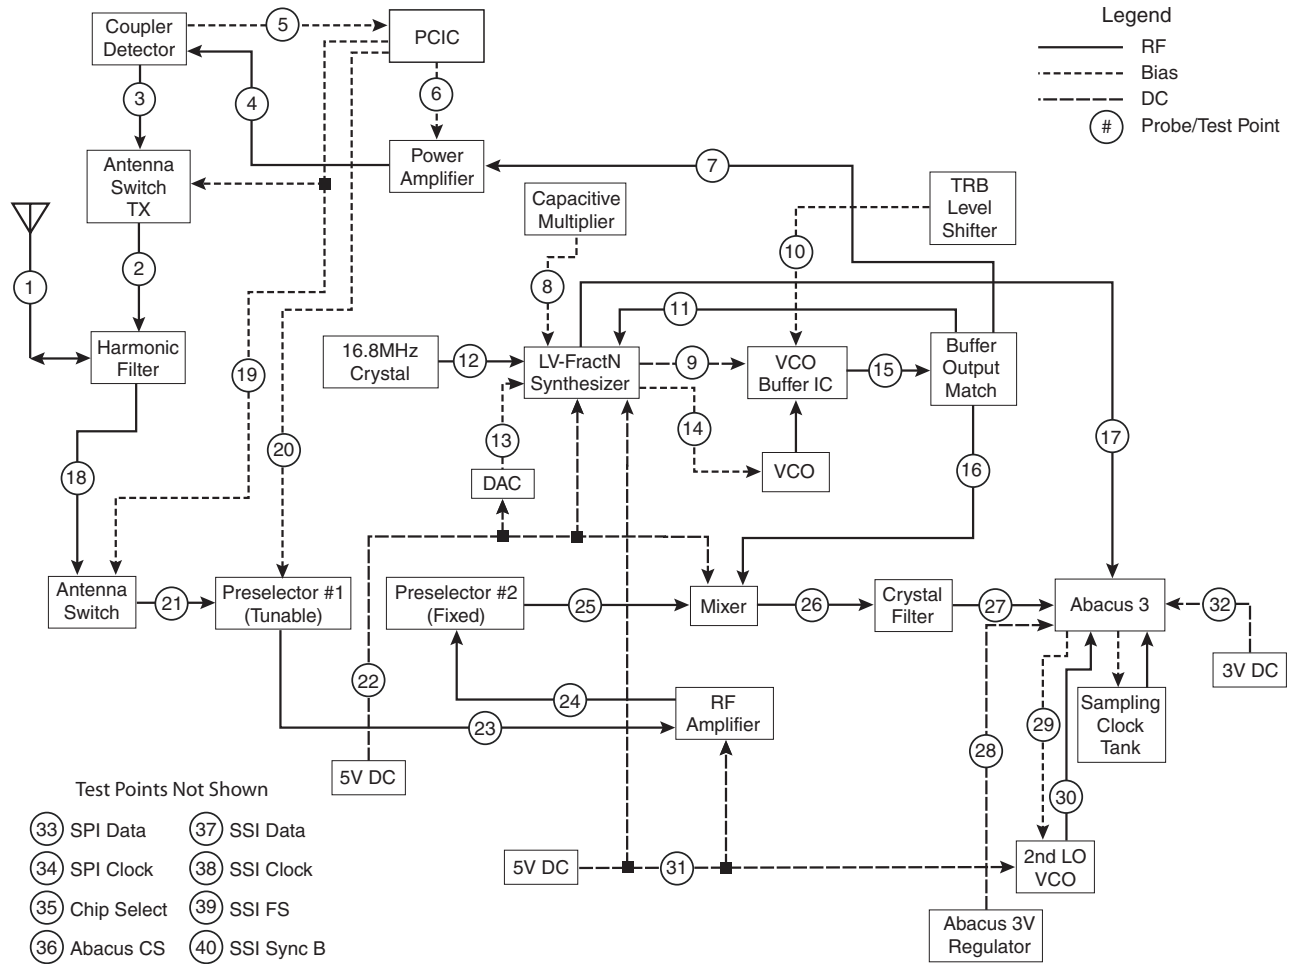 Legend
RF
Bias
DC
# Probe/Test Point
Coupler
Detector
5
PCIC
3
4
6
Antenna
Switch
TX
Power
Amplifier
7
Capacitive
Multiplier
TRB
Level
Shifter
1
2
8
10
11
Harmonic
Filter
19
16.8MHz
Crystal
12
LV-FractN
Synthesizer
9
VCO
Buffer IC
15
Buffer
Output
Match
20
13
14
17
18
DAC
VCO
16
Antenna
Switch
21
Preselector #1
(Tunable)
Preselector #2
(Fixed)
25
Mixer
26
Crystal
Filter
27
Abacus 3
32
3V DC
22
24
23
RF
Amplifier
Sampling
Clock
Tank
29
28
30
5V DC
5V DC
31
2nd LO
VCO
Abacus 3V
Regulator
Test Points Not Shown
33 SPI Data
34 SPI Clock
35 Chip Select
36 Abacus CS
37 SSI Data
38 SSI Clock
39 SSI FS
40 SSI Sync B